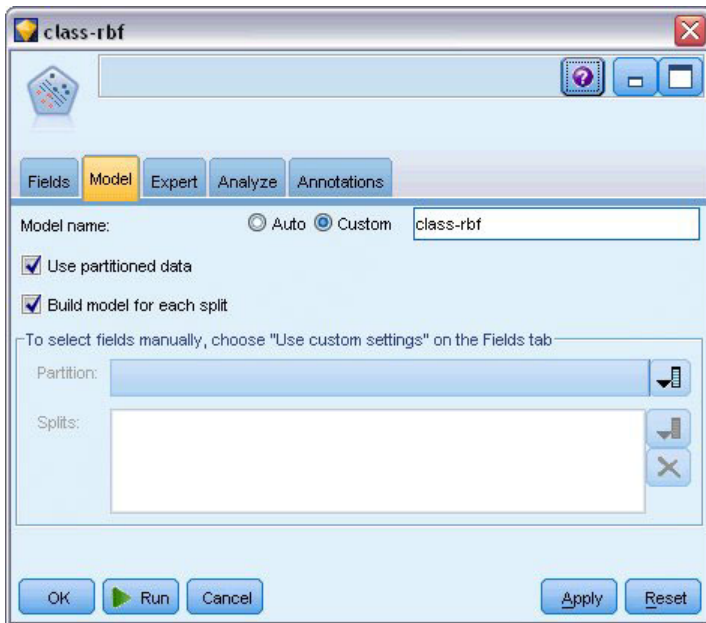 class-rbf
Fields Model Expert Analyze Annotations
Model name: Auto Custom class-rbf
Use partitioned data
Build model for each split
To select fields manually, choose "Use custom settings" on the Fields tab
Partition:
Splits:
OK Run Cancel Apply Reset